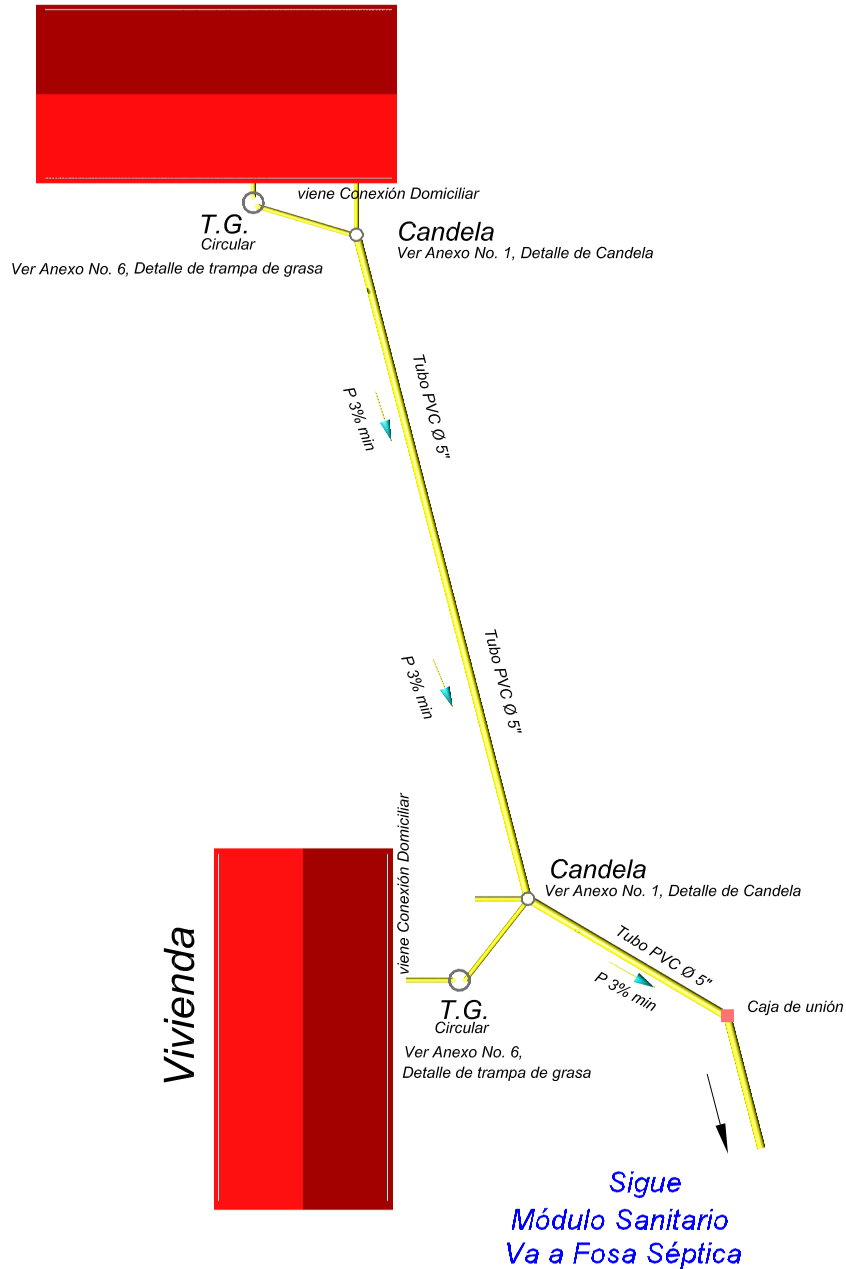 viene Conexión Domiciliar
T.G.
Circular
Ver Anexo No. 6, Detalle de trampa de grasa
Candela
Ver Anexo No. 1, Detalle de Candela
Tubo PVC Ø 5"
P 3% min
Tubo PVC Ø 5"
P 3% min
viene Conexión Domiciliar
Candela
Ver Anexo No. 1, Detalle de Candela
Vivienda
Tubo PVC Ø 5"
P 3% min
Caja de unión
T.G.
Circular
Ver Anexo No. 6,
Detalle de trampa de grasa
Sigue
Módulo Sanitario
Va a Fosa Séptica